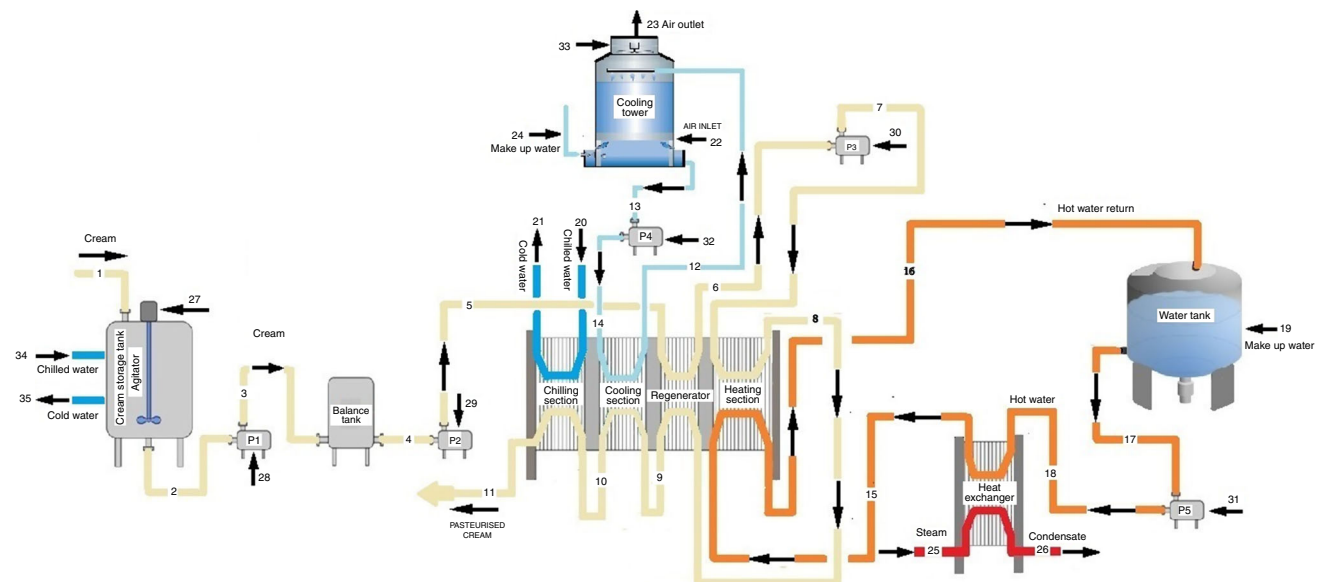 23 Air outlet
33
Cooling
tower
AIR INLET
22
24
Make up water
7
P3
30
13
P4
32
21
20
Cold water
Chilled water
12
6
14
5
8
16
Hot water return
Water tank
19
Make up water
Cream
1
27
34
Chilled water
35
Cold water
Cream storage tank
Agitator
2
Cream
3
P1
28
Balance
tank
4
29
P2
Chilling
section
Cooling
section
Regenerator
Heating
section
11
PASTEURISED
CREAM
10
9
15
Hot water
18
17
P5
31
Heat
exchanger
Steam
25
Condensate
26